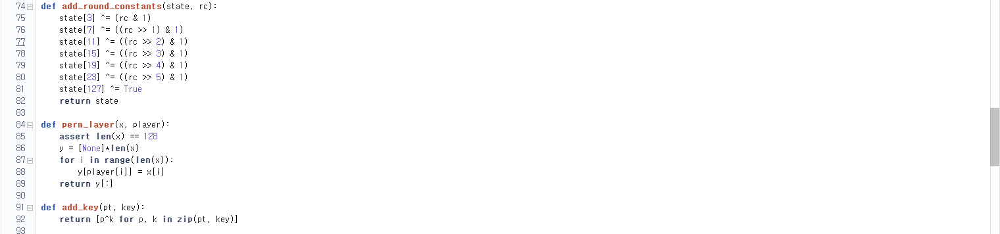 74 def add_round_constants(state, rc):
75     state[3] ^= (rc & 1)
76     state[7] ^= ((rc >> 1) & 1)
77     state[11] ^= ((rc >> 2) & 1)
78     state[15] ^= ((rc >> 3) & 1)
79     state[19] ^= ((rc >> 4) & 1)
80     state[23] ^= ((rc >> 5) & 1)
81     state[127] ^= True
82     return state
83
84 def perm_layer(x, player):
85     assert len(x) == 128
86     y = [None]*len(x)
87     for i in range(len(x)):
88         y[player[i]] = x[i]
89     return y[:]
90
91 def add_key(pt, key):
92     return [p^k for p, k in zip(pt, key)]
93